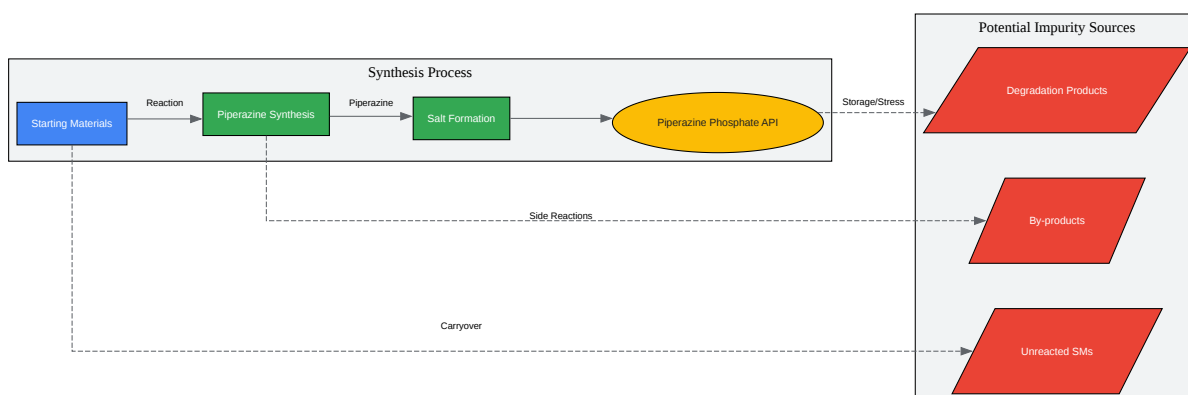 Potential Impurity Sources
Synthesis Process
Degradation Products
Starting Materials
Reaction
Piperazine Synthesis
Piperazine
Salt Formation
Piperazine Phosphate API
Storage/Stress
Side Reactions
By-products
Carryover
Unreacted SMs